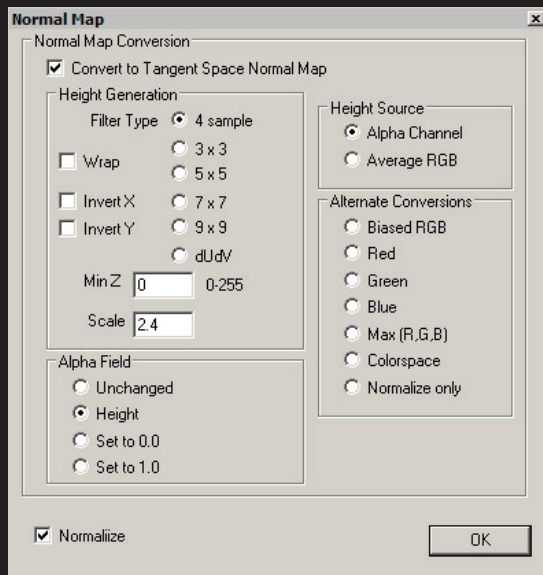 Normal Map
Normal Map Conversion
Convert to Tangent Space Normal Map
Height Generation
Filter Type
4 sample
3 x 3
Wrap
5 x 5
Invert X
7 x 7
Invert Y
9 x 9
dUdV
Min Z
0
0-255
Scale
2.4
Alpha Field
Unchanged
Height
Set to 0.0
Set to 1.0
Height Source
Alpha Channel
Average RGB
Alternate Conversions
Biased RGB
Red
Green
Blue
Max (R,G,B)
Colorspace
Normalize only
Normaliize
OK